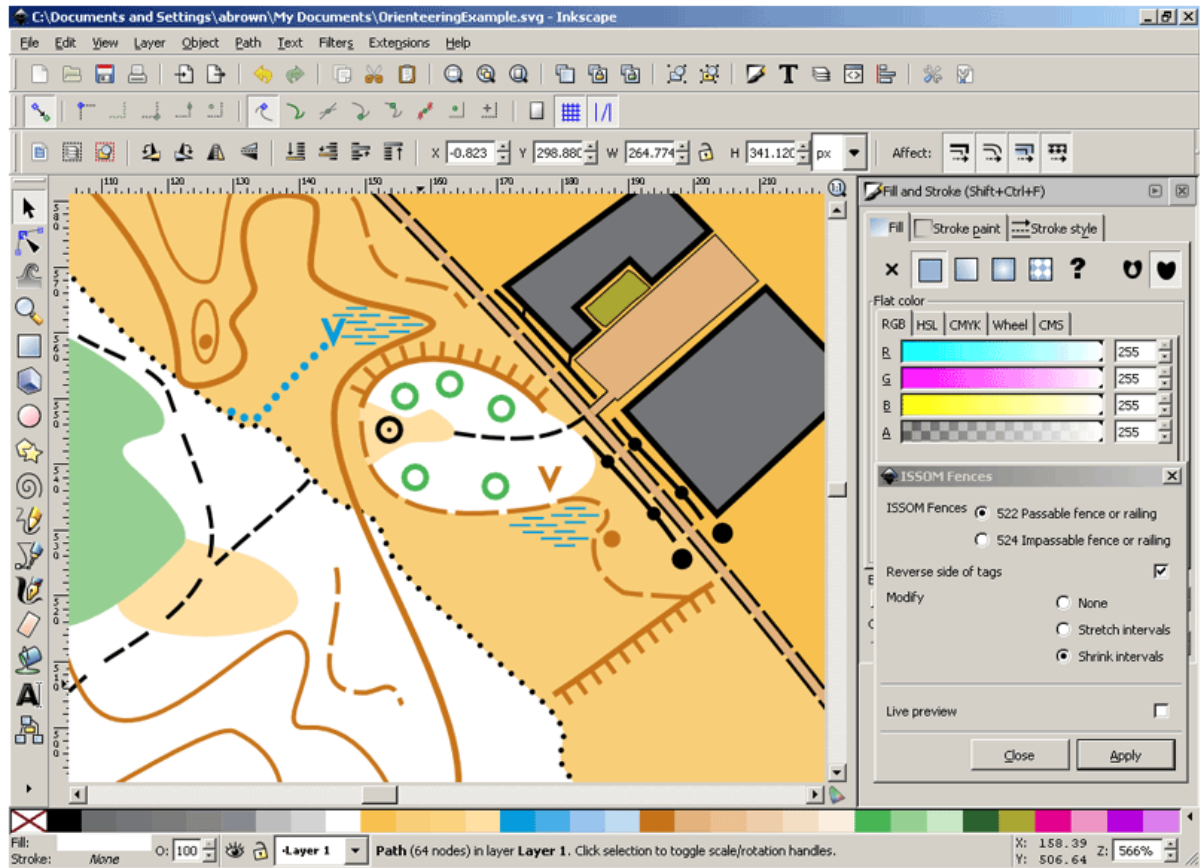 C:\Documents and Settings\abrown\My Documents\OrienteeringExample.svg - Inkscape
File Edit View Layer Object Path Text Filters Extensions Help
X -0.823 Y 298.880 W 264.774 H 341.120 px Affect:
110 120 130 140 150 160 170 180 190 200 210
Fill and Stroke (Shift+Ctrl+F)
Fill Stroke paint Stroke style
?
Flat color
RGB HSL CMYK Wheel CMS
R 255
G 255
B 255
A 255
ISSOM Fences
ISSOM Fences 522 Passable fence or railing
524 Impassable fence or railing
Reverse side of tags
Modify None
Stretch intervals
Shrink intervals
Live preview
Close Apply
Fill:
Stroke: None
O: 100
Layer 1
Path (64 nodes) in layer Layer 1. Click selection to toggle scale/rotation handles.
X: 158.39
Y: 506.64
Z: 566%